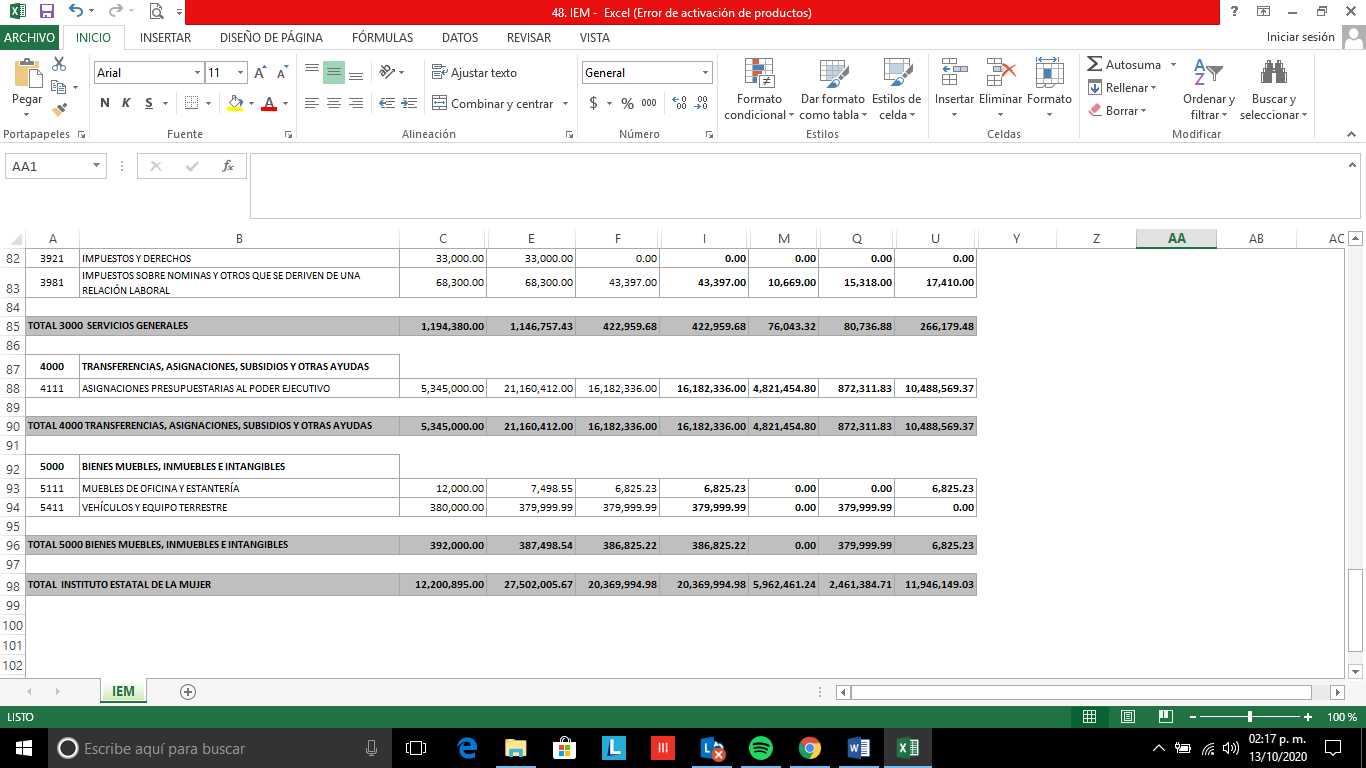 48. IEM - Excel (Error de activación de productos)
ARCHIVO INICIO INSERTAR DISEÑO DE PÁGINA FÓRMULAS DATOS REVISAR VISTA Iniciar sesión
Pegar
Portapapeles
Arial 11
N K S
Fuente
Ajustar texto
Combinar y centrar
Alineación
General
$ % 000
Número
Formato condicional
Dar formato como tabla
Estilos de celda
Estilos
Insertar Eliminar Formato
Celdas
Autosuma
Rellenar
Borrar
Ordenar y filtrar
Buscar y seleccionar
Modificar
AA1 fx
A B C E F I M Q U Y Z AA AB AC
82 3921 IMPUESTOS Y DERECHOS 33,000.00 33,000.00 0.00 0.00 0.00 0.00 0.00
83 3981 IMPUESTOS SOBRE NOMINAS Y OTROS QUE SE DERIVEN DE UNA
RELACIÓN LABORAL 68,300.00 68,300.00 43,397.00 43,397.00 10,669.00 15,318.00 17,410.00
84
85 TOTAL 3000 SERVICIOS GENERALES 1,194,380.00 1,146,757.43 422,959.68 422,959.68 76,043.32 80,736.88 266,179.48
86
87 4000 TRANSFERENCIAS, ASIGNACIONES, SUBSIDIOS Y OTRAS AYUDAS
88 4111 ASIGNACIONES PRESUPUESTARIAS AL PODER EJECUTIVO 5,345,000.00 21,160,412.00 16,182,336.00 16,182,336.00 4,821,454.80 872,311.83 10,488,569.37
89
90 TOTAL 4000 TRANSFERENCIAS, ASIGNACIONES, SUBSIDIOS Y OTRAS AYUDAS 5,345,000.00 21,160,412.00 16,182,336.00 16,182,336.00 4,821,454.80 872,311.83 10,488,569.37
91
92 5000 BIENES MUEBLES, INMUEBLES E INTANGIBLES
93 5111 MUEBLES DE OFICINA Y ESTANTERÍA 12,000.00 7,498.55 6,825.23 6,825.23 0.00 0.00 6,825.23
94 5411 VEHÍCULOS Y EQUIPO TERRESTRE 380,000.00 379,999.99 379,999.99 379,999.99 0.00 379,999.99 0.00
95
96 TOTAL 5000 BIENES MUEBLES, INMUEBLES E INTANGIBLES 392,000.00 387,498.54 386,825.22 386,825.22 0.00 379,999.99 6,825.23
97
98 TOTAL INSTITUTO ESTATAL DE LA MUJER 12,200,895.00 27,502,005.67 20,369,994.98 20,369,994.98 5,962,461.24 2,461,384.71 11,946,149.03
99
100
101
102
IEM
LISTO 100 %
Escribe aquí para buscar
02:17 p. m.
13/10/2020